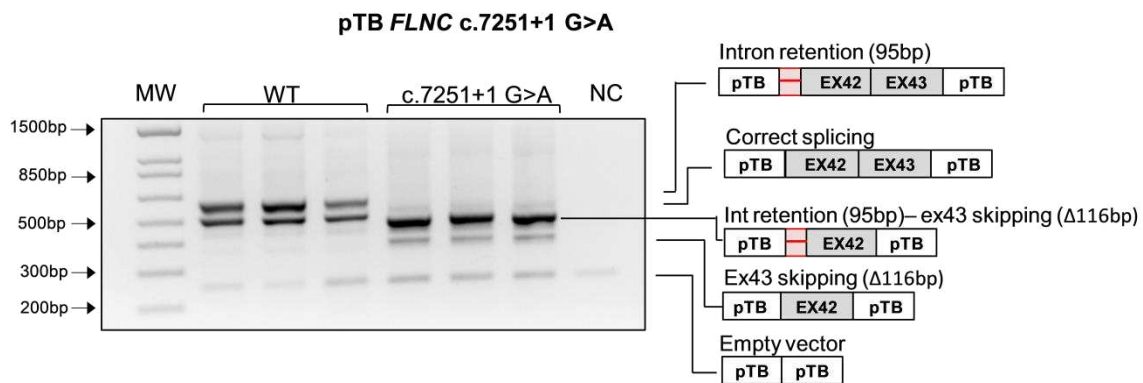 pTB FLNC c.7251+1 G>A
MW
WT
c.7251+1 G>A
NC
1500bp
850bp
500bp
300bp
200bp
Intron retention (95bp)
pTB EX42 EX43 pTB
Correct splicing
pTB EX42 EX43 pTB
Int retention (95bp)– ex43 skipping (Δ116bp)
pTB EX42 pTB
Ex43 skipping (Δ116bp)
pTB EX42 pTB
Empty vector
pTB pTB